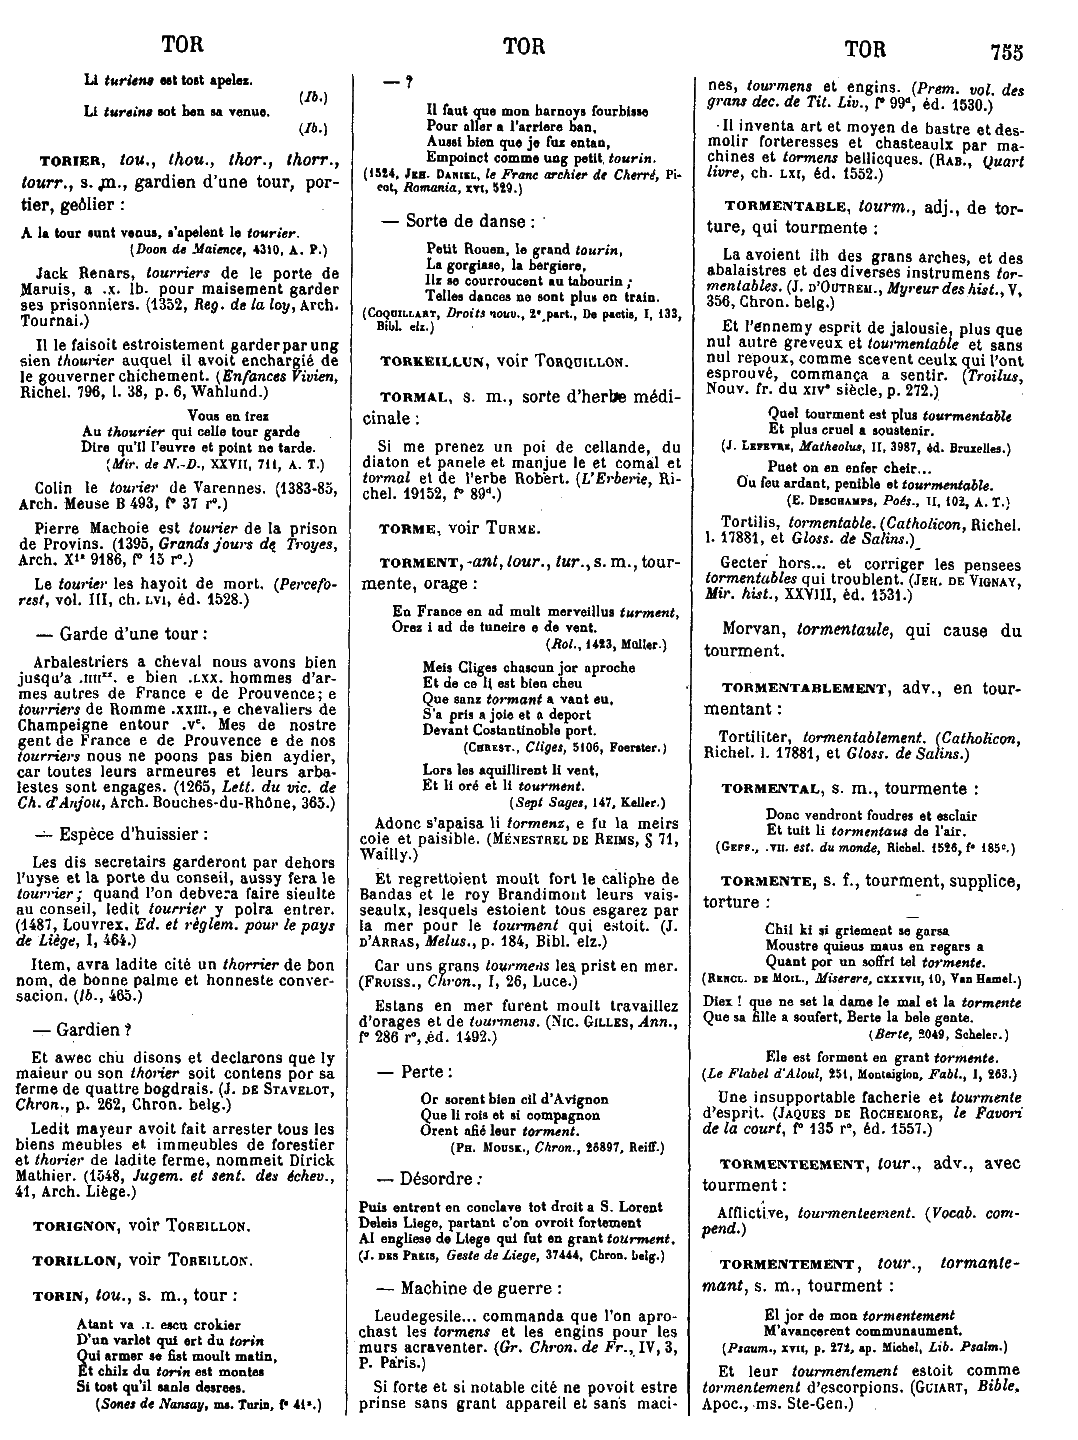 TOR
TOR
TOR
755
Li turiens est tost apelez.
(Ib.)
Li tureins sot ben sa venue.
(Ib.)
TORIER, tou., thou., thor., thorr.,
tourr., s. m., gardien d'une tour, por-
tier, geôlier :
A la tour sunt venus, s'apelent le tourier.
(Doon de Maience, 4310, A. P.)
Jack Renars, tourriers de le porte de
Maruis, a .x. lb. pour maisement garder
ses prisonniers. (1352, Reg. de la loy, Arch.
Tournai.)
Il le faisoit estroistement garder par ung
sien thourier auquel il avoit enchargié de
le gouverner chichement. (Enfances Vivien,
Richel. 796, l. 38, p. 6, Wahlund.)
Vous en irez
Au thourier qui celle tour garde
Dire qu'il l'euvre et point ne tarde.
(Mir. de N.-D., XXVII, 711, A. T.)
Colin le tourier de Varennes. (1383-85,
Arch. Meuse B 493, f° 37 r°.)
Pierre Machoie est tourier de la prison
de Provins. (1395, Grands jours de Troyes,
Arch. X¹ᵃ 9186, f° 15 r°.)
Le tourier les hayoit de mort. (Percefo-
rest, vol. III, ch. LVI, éd. 1528.)
— Garde d'une tour :
Arbalestriers a cheval nous avons bien
jusqu'a .IIIIˣˣ. e bien .LXX. hommes d'ar-
mes autres de France e de Prouvence; e
tourriers de Romme .XXIII., e chevaliers de
Champeigne entour .vᶜ. Mes de nostre
gent de France e de Prouvence e de nos
tourriers nous ne poons pas bien aydier,
car toutes leurs armeures et leurs arba-
lestes sont engages. (1265, Lett. du vic. de
Ch. d'Anjou, Arch. Bouches-du-Rhône, 365.)
— Espèce d'huissier :
Les dis secretairs garderont par dehors
l'uyse et la porte du conseil, aussy fera le
tourrier; quand l'on debvera faire sieulte
au conseil, ledit tourrier y polra entrer.
(1487, Louvrex, Ed. et règlem. pour le pays
de Liège, I, 464.)
Item, avra ladite cité un thorrier de bon
nom, de bonne palme et honneste conver-
sacion. (Ib., 465.)
— Gardien ?
Et awec chu disons et declarons que ly
maieur ou son thorier soit contens por sa
ferme de quattre bogdrais. (J. DE STAVELOT,
Chron., p. 262, Chron. belg.)
Ledit mayeur avoit fait arrester tous les
biens meubles et immeubles de forestier
et thorier de ladite ferme, nommeit Dirick
Mathier. (1548, Jugem. et sent. des échev.,
41, Arch. Liège.)
TORIGNON, voir TOREILLON.
TORILLON, voir TOREILLON.
TORIN, tou., s. m., tour :
Atant va .I. escu crokier
D'un varlet qui ert du torin
Qui armer se fist moult matin,
Et chilz du torin est montes
Si tost qu'il sanle desrees.
(Sones de Nansay, ms. Turin, f° 41ᵃ.)
— ?
Il faut que mon harnoys fourbisse
Pour aller a l'arriere ban,
Aussi bien que je fuz entan,
Empoinct comme ung petit tourin.
(1524, JEH. DANIEL, le Franc archier de Cherré, Pi-
cot, Romania, XVI, 529.)
— Sorte de danse :
Petit Rouen, le grand tourin,
La gorgiase, la bergiere,
Ilz se courroucent au tabourin ;
Telles dances ne sont plus en train.
(COQUILLART, Droits nouv., 2ᵉ part., De pactis, I, 133,
Bibl. elz.)
TORKEILLUN, voir TORQUILLON.
TORMAL, s. m., sorte d'herbe médi-
cinale :
Si me prenez un poi de cellande, du
diaton et panele et manjue le et comal et
tormal et de l'erbe Robert. (L'Erberie, Ri-
chel. 19152, f° 89ᵈ.)
TORME, voir TURME.
TORMENT, -ant, tour., tur., s. m., tour-
mente, orage :
En France en ad mult merveillus turment,
Orez i ad de tuneire e de vent.
(Rol., 1423, Müller.)
Meis Cliges chascun jor aproche
Et de ce li est bien cheu
Que sanz tormant a vant eu,
S'a pris a joie et a deport
Devant Costantinoble port.
(CHREST., Cliges, 5106, Foerster.)
Lors les aquillirent li vent,
Et li oré et li tourment.
(Sept Sages, 147, Keller.)
Adonc s'apaisa li tormenz, e fu la meirs
coie et paisible. (MÉNESTREL DE REIMS, § 71,
Wailly.)
Et regrettoient moult fort le caliphe de
Bandas et le roy Brandimont leurs vais-
seaulx, lesquels estoient tous esgarez par
la mer pour le tourment qui estoit. (J.
D'ARRAS, Melus., p. 184, Bibl. elz.)
Car uns grans tourmens les prist en mer.
(FROISS., Chron., I, 26, Luce.)
Estans en mer furent moult travaillez
d'orages et de tourmens. (NIC. GILLES, Ann.,
f° 286 r°, éd. 1492.)
— Perte :
Or sorent bien cil d'Avignon
Que li rois et si compagnon
Orent afié leur torment.
(PH. MOUSK., Chron., 26897, Reiff.)
— Désordre :
Puis entrent en conclave tot droit a S. Lorent
Deleis Liege, partant c'on ovroit fortement
Al engliese de Liege qui fut en grant tourment.
(J. DES PREIS, Geste de Liege, 37444, Chron. belg.)
— Machine de guerre :
Leudegesile... commanda que l'on apro-
chast les tormens et les engins pour les
murs acraventer. (Gr. Chron. de Fr., IV, 3,
P. Paris.)
Si forte et si notable cité ne povoit estre
prinse sans grant appareil et sans maci-
nes, tourmens et engins. (Prem. vol. des
grans dec. de Tit. Liv., f° 99ᵈ, éd. 1530.)
Il inventa art et moyen de bastre et des-
molir forteresses et chasteaulx par ma-
chines et tormens bellicques. (RAB., Quart
livre, ch. LXI, éd. 1552.)
TORMENTABLE, tourm., adj., de tor-
ture, qui tourmente :
La avoient ilh des grans arches, et des
abalaistres et des diverses instrumens tor-
mentables. (J. D'OUTREM., Myreur des hist., V,
356, Chron. belg.)
Et l'ennemy esprit de jalousie, plus que
nul autre greveux et tourmentable et sans
nul repoux, comme scevent ceulx qui l'ont
esprouvé, commança a sentir. (Troilus,
Nouv. fr. du XIVᵉ siècle, p. 272.)
Quel tourment est plus tourmentable
Et plus cruel a soustenir.
(J. LEFEVRE, Matheolus, II, 3987, éd. Bruxelles.)
Puet on en enfer cheir...
Ou feu ardant, penible et tourmentable.
(E. DESCHAMPS, Poés., II, 102, A. T.)
Tortilis, tormentable. (Catholicon, Richel.
l. 17881, et Gloss. de Salins.)
Gecter hors... et corriger les pensees
tormentables qui troublent. (JEH. DE VIGNAY,
Mir. hist., XXVIII, éd. 1531.)
Morvan, tormentaule, qui cause du
tourment.
TORMENTABLEMENT, adv., en tour-
mentant :
Tortiliter, tormentablement. (Catholicon,
Richel. l. 17881, et Gloss. de Salins.)
TORMENTAL, s. m., tourmente :
Donc vendront foudres et esclair
Et tuit li tormentaus de l'air.
(GEFF., .VII. est. du monde, Richel. 1526, f° 185ᶜ.)
TORMENTE, s. f., tourment, supplice,
torture :
Chil ki si griement se garsa
Moustre quieus maus en regars a
Quant por un soffri tel tormente.
(RENCL. DE MOIL., Miserere, CXXXVII, 10, Van Hamel.)
Diex ! que ne set la dame le mal et la tormente
Que sa fille a soufert, Berte la bele gente.
(Berte, 2049, Scheler.)
Ele est forment en grant tormente.
(Le Flabel d'Aloul, 251, Montaiglon, Fabl., I, 263.)
Une insupportable facherie et tourmente
d'esprit. (JAQUES DE ROCHEMORE, le Favori
de la court, f° 135 r°, éd. 1557.)
TORMENTEEMENT, tour., adv., avec
tourment :
Afflictive, tourmenteement. (Vocab. com-
pend.)
TORMENTEMENT, tour., tormante-
mant, s. m., tourment :
El jor de mon tormentement
M'avancerent communaument.
(Psaum., XVII, p. 272, ap. Michel, Lib. Psalm.)
Et leur tourmentement estoit comme
tormentement d'escorpions. (GUIART, Bible,
Apoc., ms. Ste-Gen.)